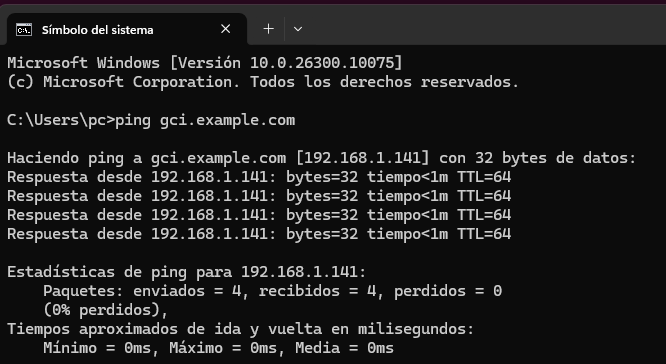 Símbolo del sistema
Microsoft Windows [Versión 10.0.26300.10075]
(c) Microsoft Corporation. Todos los derechos reservados.
C:\Users\pc>ping gci.example.com
Haciendo ping a gci.example.com [192.168.1.141] con 32 bytes de datos:
Respuesta desde 192.168.1.141: bytes=32 tiempo<1m TTL=64
Respuesta desde 192.168.1.141: bytes=32 tiempo<1m TTL=64
Respuesta desde 192.168.1.141: bytes=32 tiempo<1m TTL=64
Respuesta desde 192.168.1.141: bytes=32 tiempo<1m TTL=64
Estadísticas de ping para 192.168.1.141:
    Paquetes: enviados = 4, recibidos = 4, perdidos = 0
    (0% perdidos),
Tiempos aproximados de ida y vuelta en milisegundos:
    Mínimo = 0ms, Máximo = 0ms, Media = 0ms